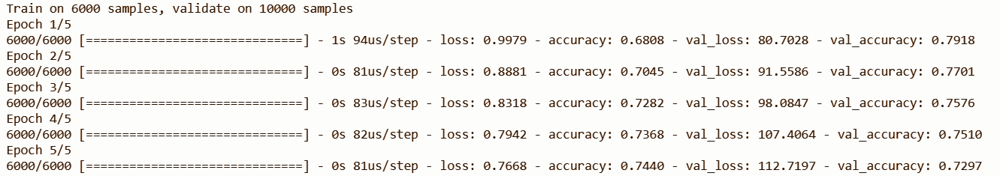 Train on 6000 samples, validate on 10000 samples
Epoch 1/5
6000/6000 [==============================] - 1s 94us/step - loss: 0.9979 - accuracy: 0.6808 - val_loss: 80.7028 - val_accuracy: 0.7918
Epoch 2/5
6000/6000 [==============================] - 0s 81us/step - loss: 0.8881 - accuracy: 0.7045 - val_loss: 91.5586 - val_accuracy: 0.7701
Epoch 3/5
6000/6000 [==============================] - 0s 83us/step - loss: 0.8318 - accuracy: 0.7282 - val_loss: 98.0847 - val_accuracy: 0.7576
Epoch 4/5
6000/6000 [==============================] - 0s 82us/step - loss: 0.7942 - accuracy: 0.7368 - val_loss: 107.4064 - val_accuracy: 0.7510
Epoch 5/5
6000/6000 [==============================] - 0s 81us/step - loss: 0.7668 - accuracy: 0.7440 - val_loss: 112.7197 - val_accuracy: 0.7297